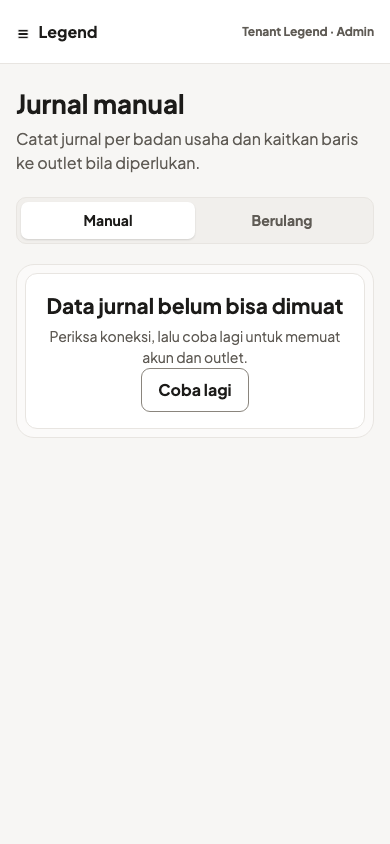 ≡ Legend
Tenant Legend · Admin
Jurnal manual
Catat jurnal per badan usaha dan kaitkan baris
ke outlet bila diperlukan.
Manual
Berulang
Data jurnal belum bisa dimuat
Periksa koneksi, lalu coba lagi untuk memuat
akun dan outlet.
Coba lagi